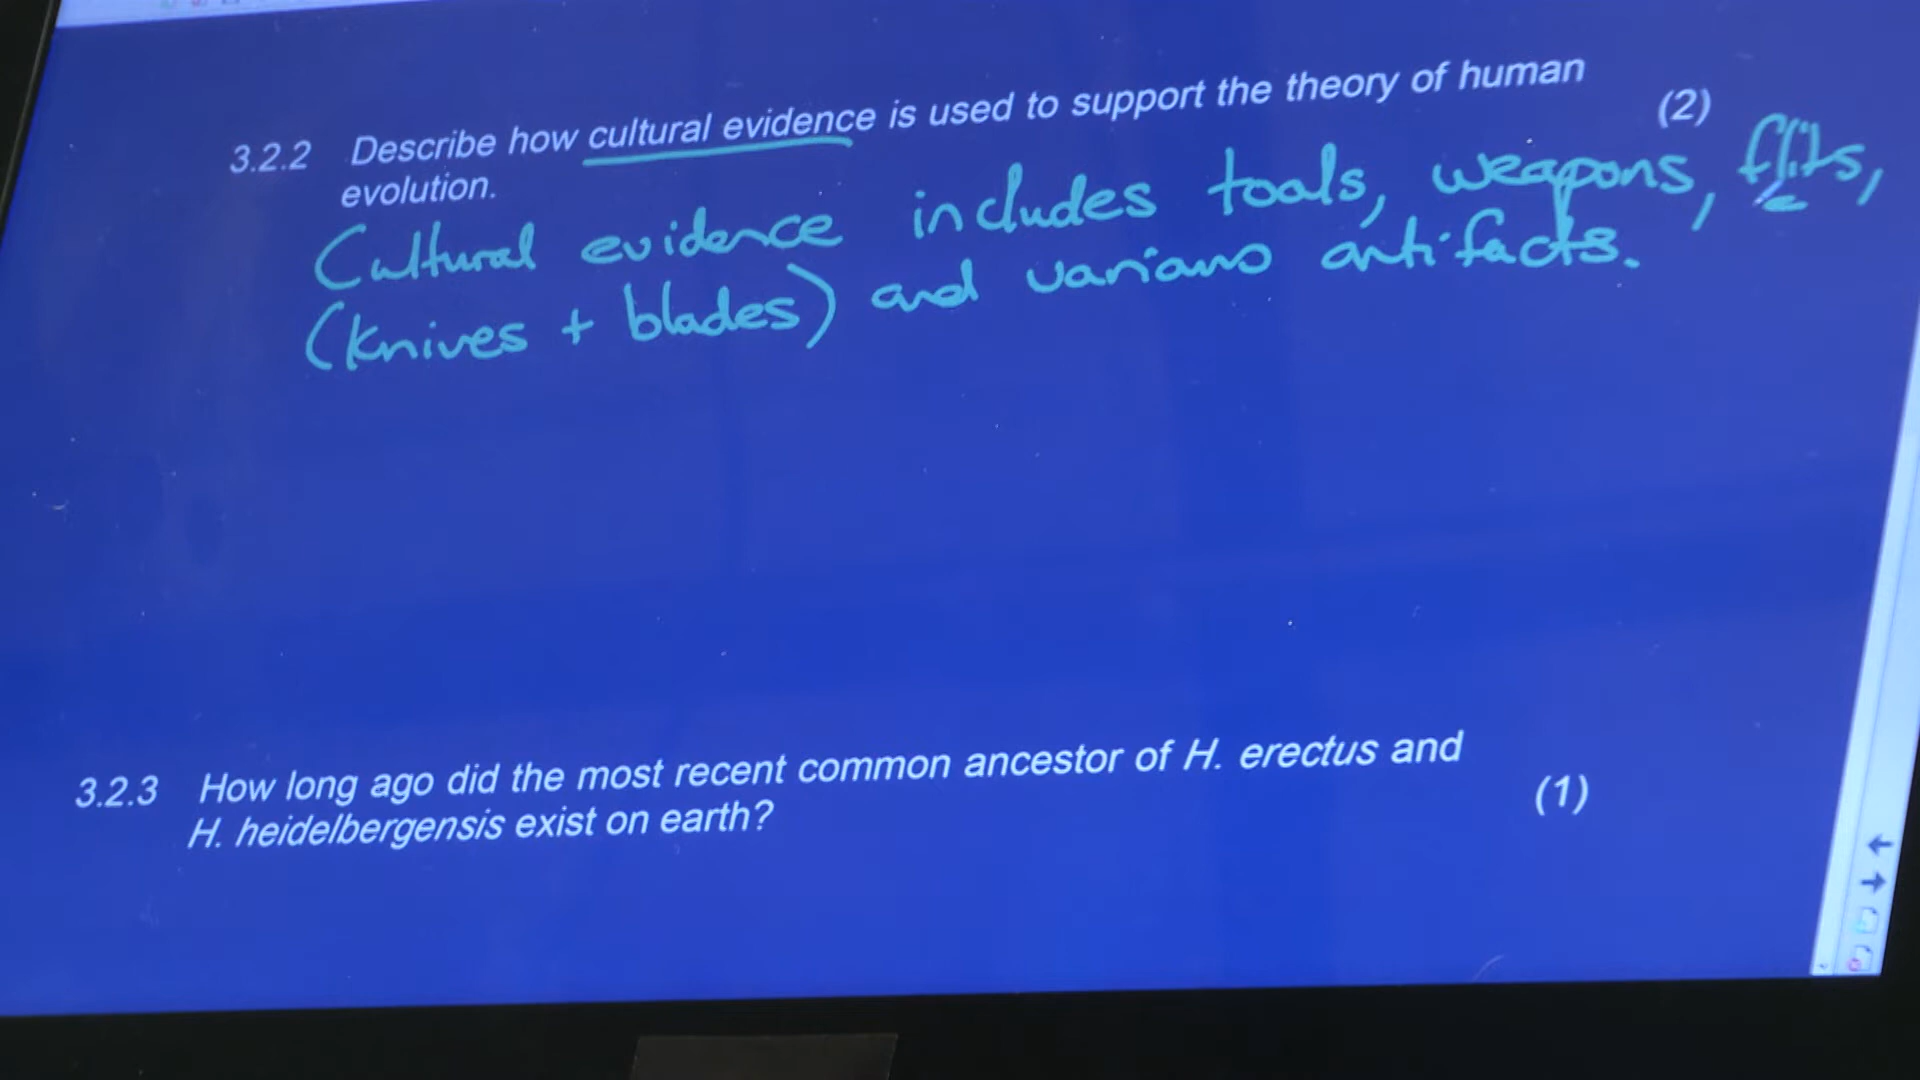 3.2.2 Describe how cultural evidence is used to support the theory of human
evolution. (2)
Cultural evidence includes tools, weapons, flits,
(knives + blades) and various artifacts.
3.2.3 How long ago did the most recent common ancestor of H. erectus and
H. heidelbergensis exist on earth? (1)